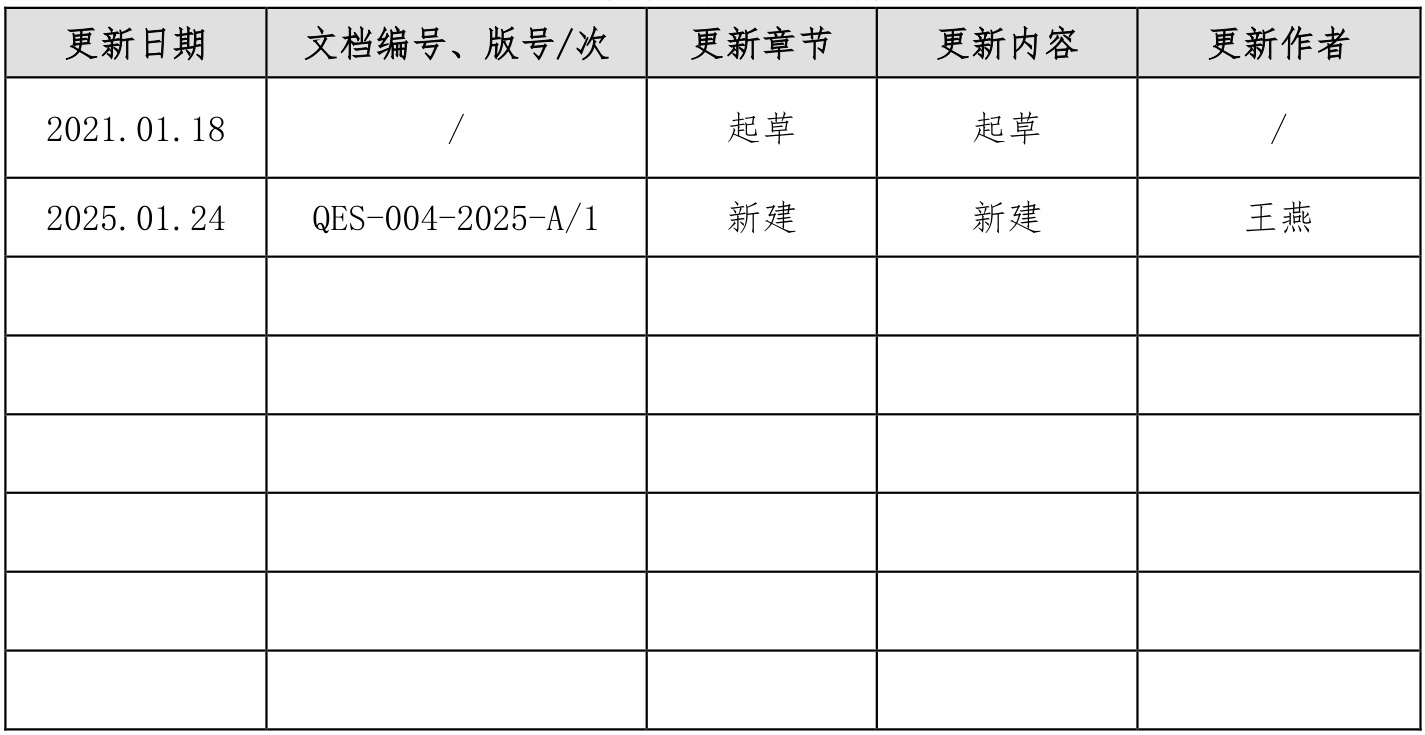 更新日期 文档编号、版号/次 更新章节 更新内容 更新作者
2021.01.18 / 起草 起草 /
2025.01.24 QES-004-2025-A/1 新建 新建 王燕